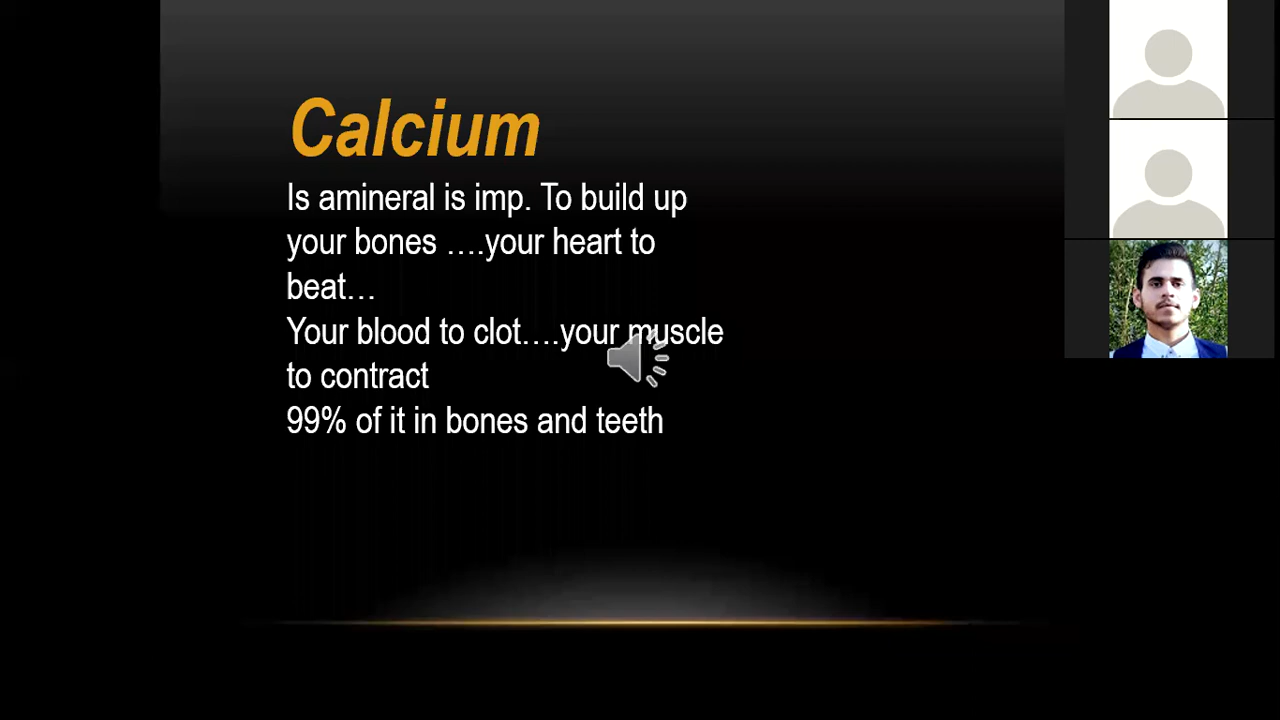 Calcium
Is amineral is imp. To build up
your bones ….your heart to
beat…
Your blood to clot….your muscle
to contract
99% of it in bones and teeth